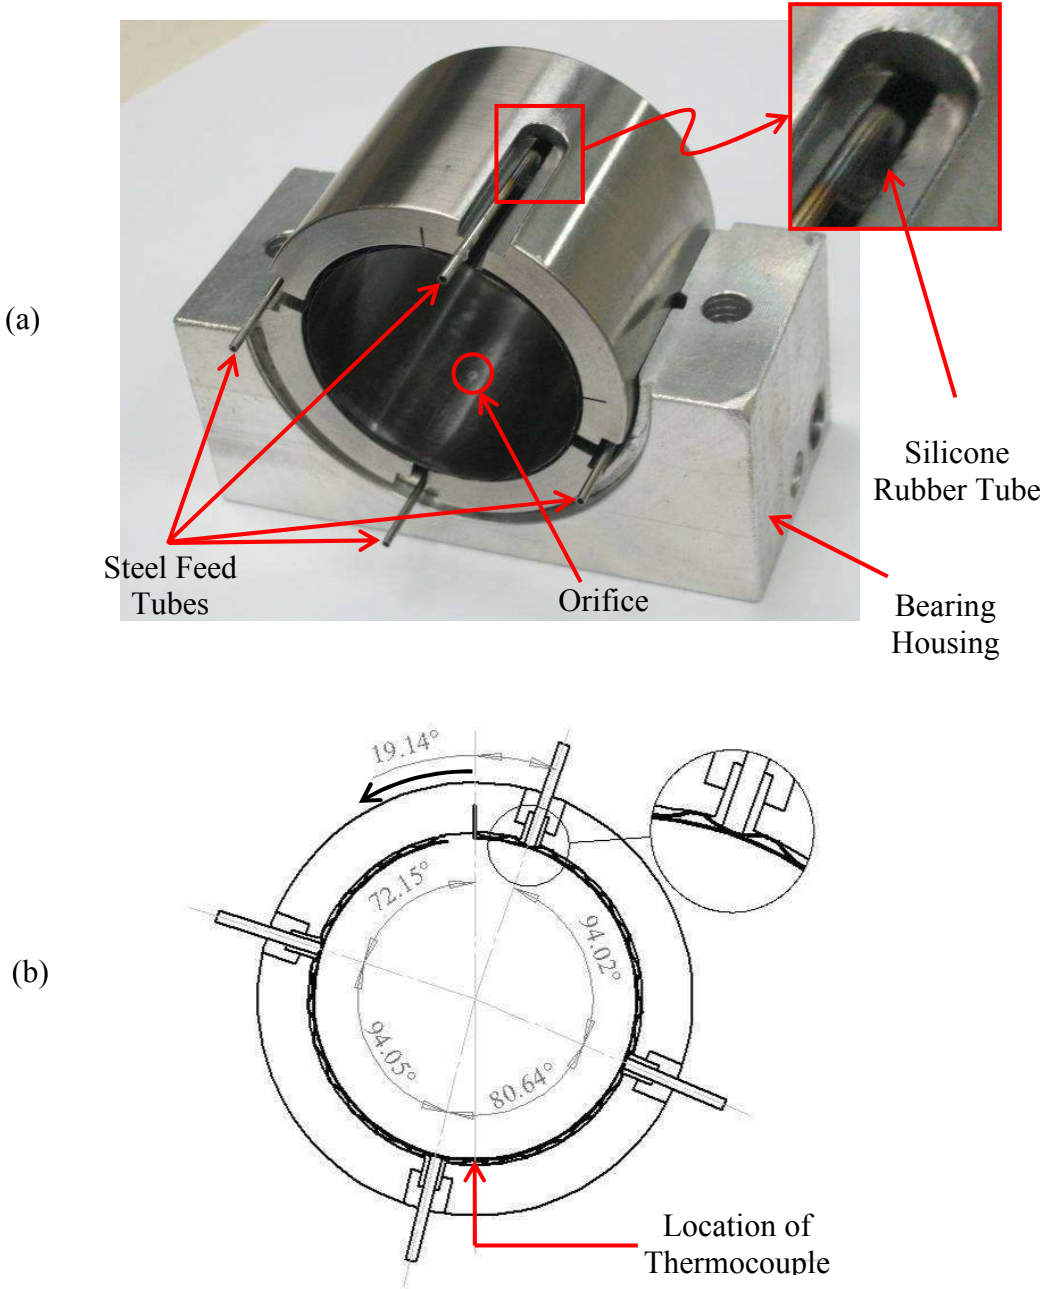 (a)
Silicone
Rubber Tube
Steel Feed
Tubes
Orifice
Bearing
Housing
(b)
19.14°
72.15°
94.02°
94.05°
80.64°
Location of
Thermocouple